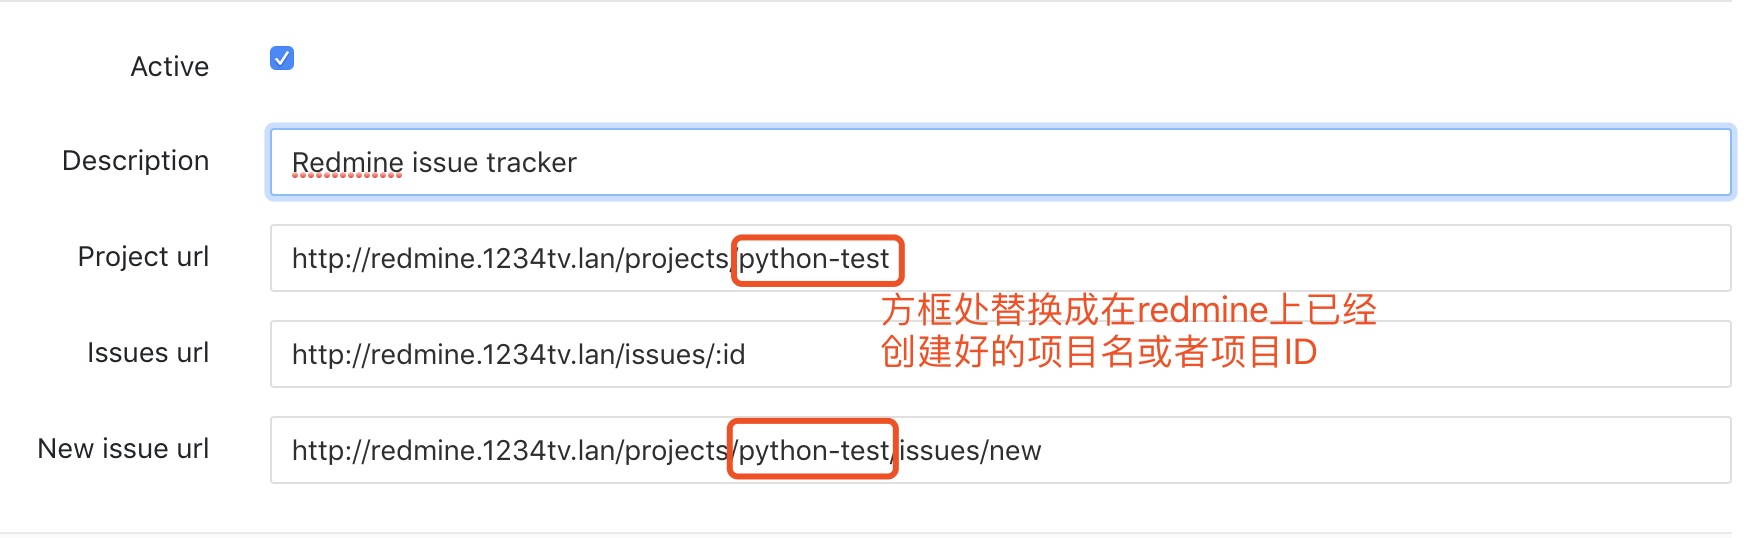 Active
Description
Redmine issue tracker
Project url
http://redmine.1234tv.lan/projects/python-test
方框处替换成在redmine上已经
创建好的项目名或者项目ID
Issues url
http://redmine.1234tv.lan/issues/:id
New issue url
http://redmine.1234tv.lan/projects/python-test/issues/new